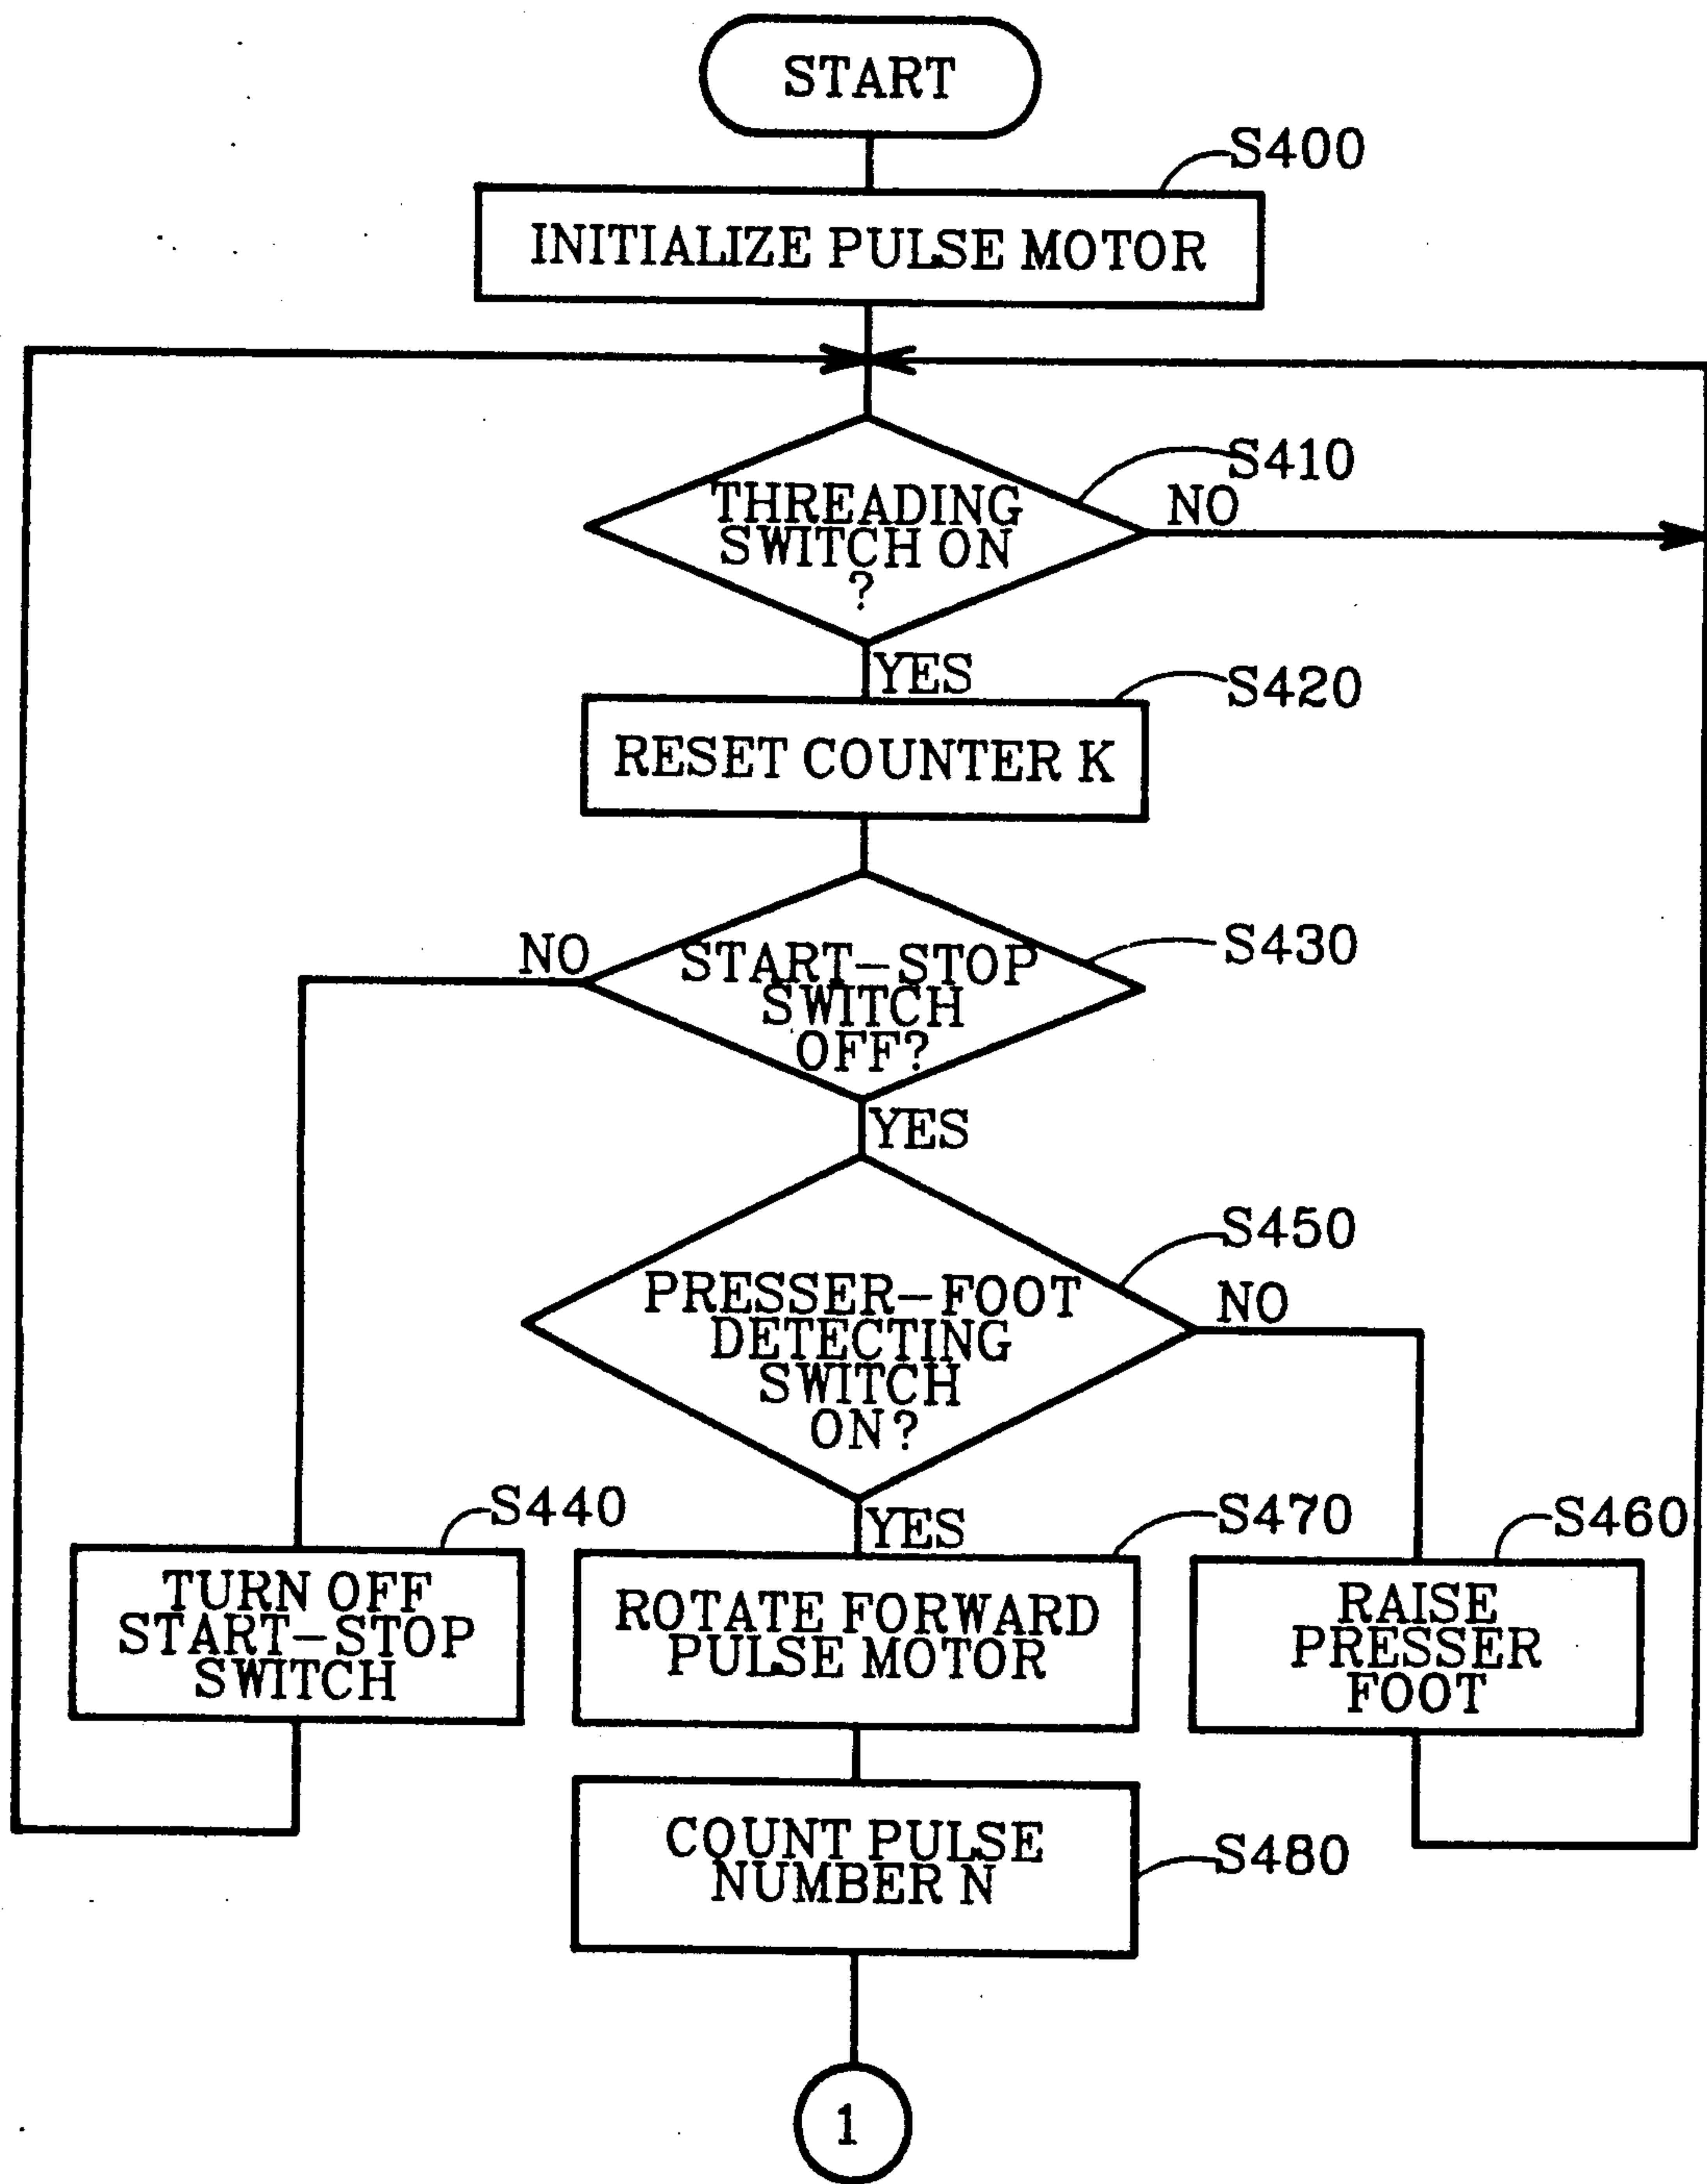 START
S400
INITIALIZE PULSE MOTOR
S410
THREADING
SWITCH ON
?
NO
YES
S420
RESET COUNTER K
S430
START-STOP
SWITCH
OFF?
NO
YES
S450
PRESSER-FOOT
DETECTING
SWITCH
ON?
NO
YES
S440
TURN OFF
START-STOP
SWITCH
S470
ROTATE FORWARD
PULSE MOTOR
S460
RAISE
PRESSER
FOOT
S480
COUNT PULSE
NUMBER N
1